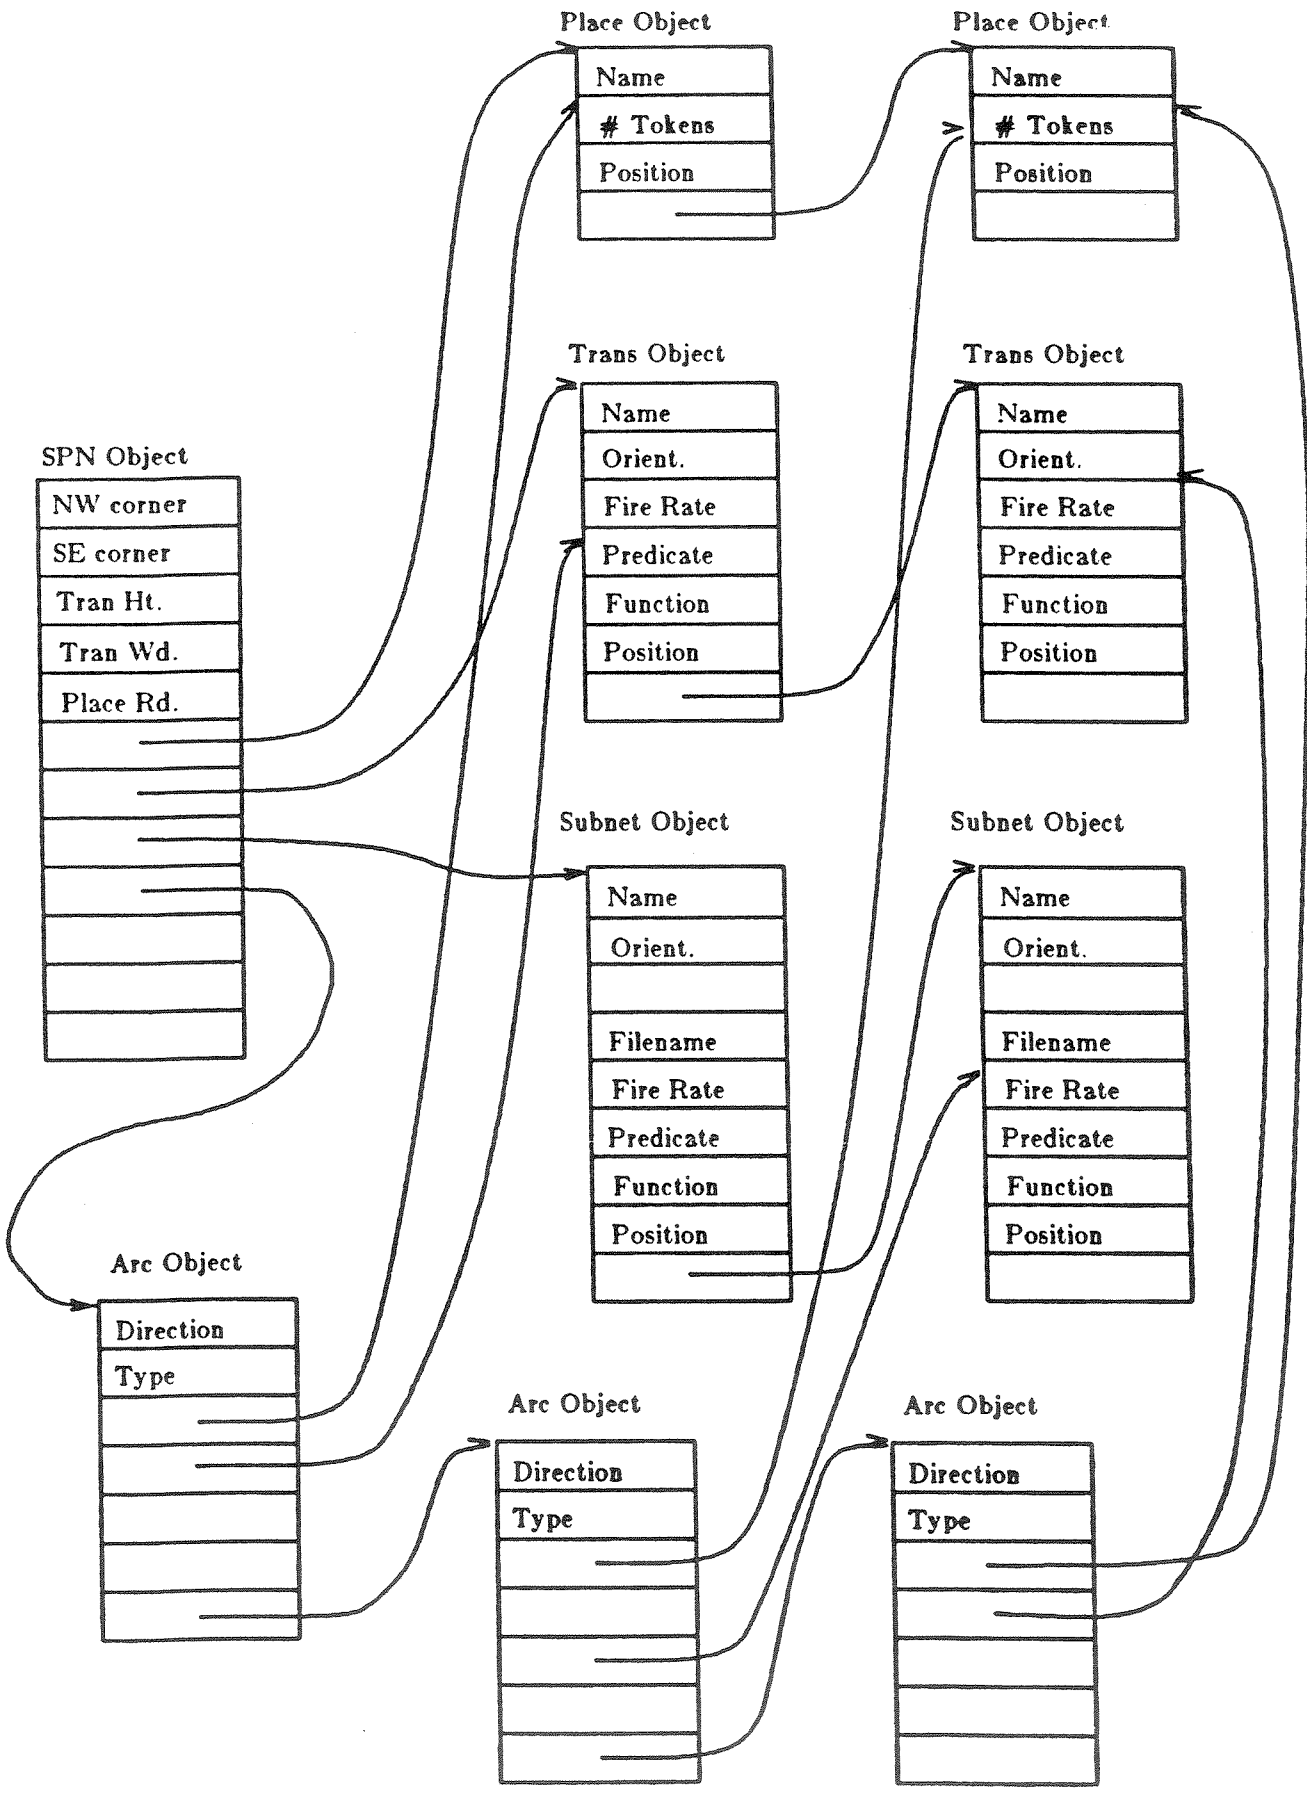 Place Object
Name
# Tokens
Position
Place Object
Name
# Tokens
Position
Trans Object
Name
Orient.
Fire Rate
Predicate
Function
Position
Trans Object
Name
Orient.
Fire Rate
Predicate
Function
Position
SPN Object
NW corner
SE corner
Tran Ht.
Tran Wd.
Place Rd.
Subnet Object
Name
Orient.
Filename
Fire Rate
Predicate
Function
Position
Subnet Object
Name
Orient.
Filename
Fire Rate
Predicate
Function
Position
Arc Object
Direction
Type
Arc Object
Direction
Type
Arc Object
Direction
Type